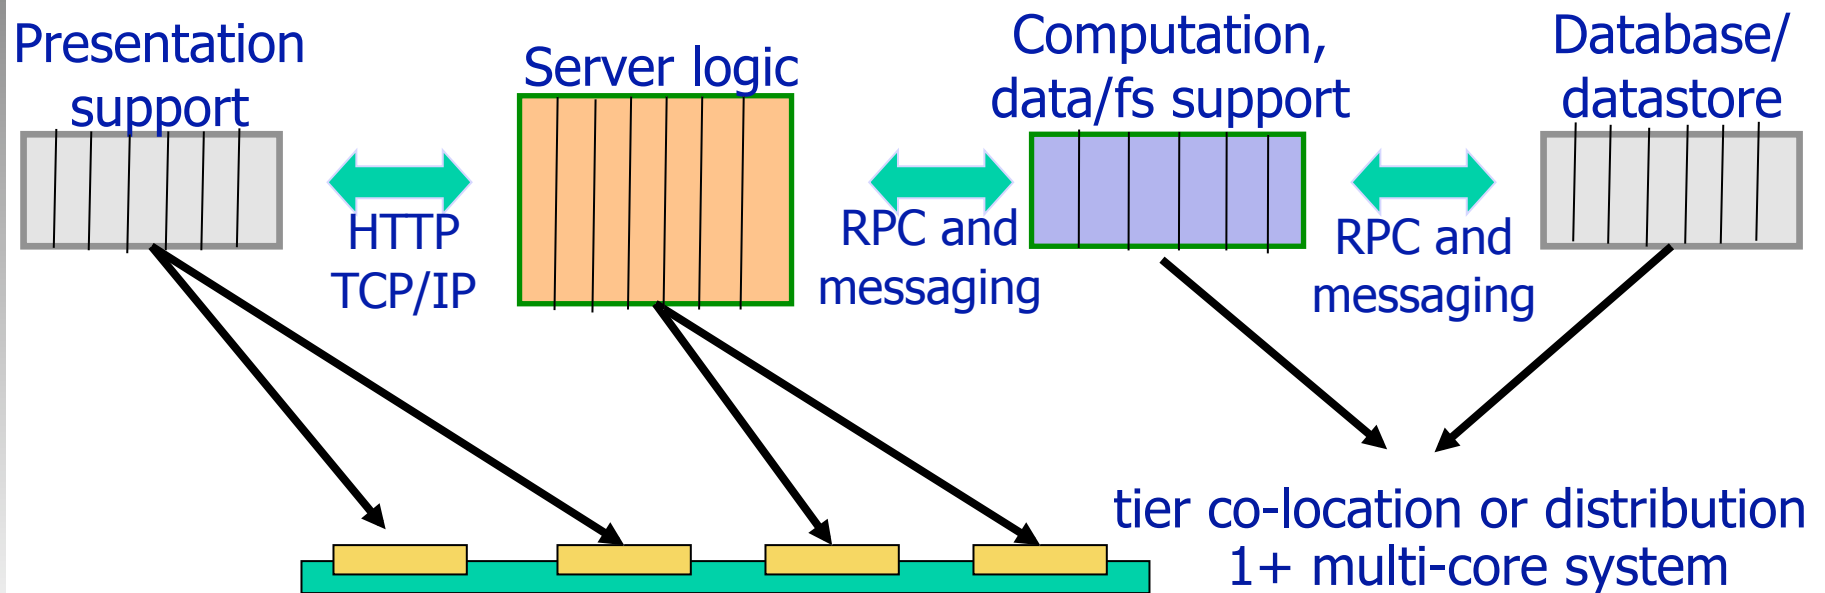 Presentation
support
Server logic
Computation,
data/fs support
Database/
datastore
HTTP
TCP/IP
RPC and
messaging
RPC and
messaging
tier co-location or distribution
1+ multi-core system